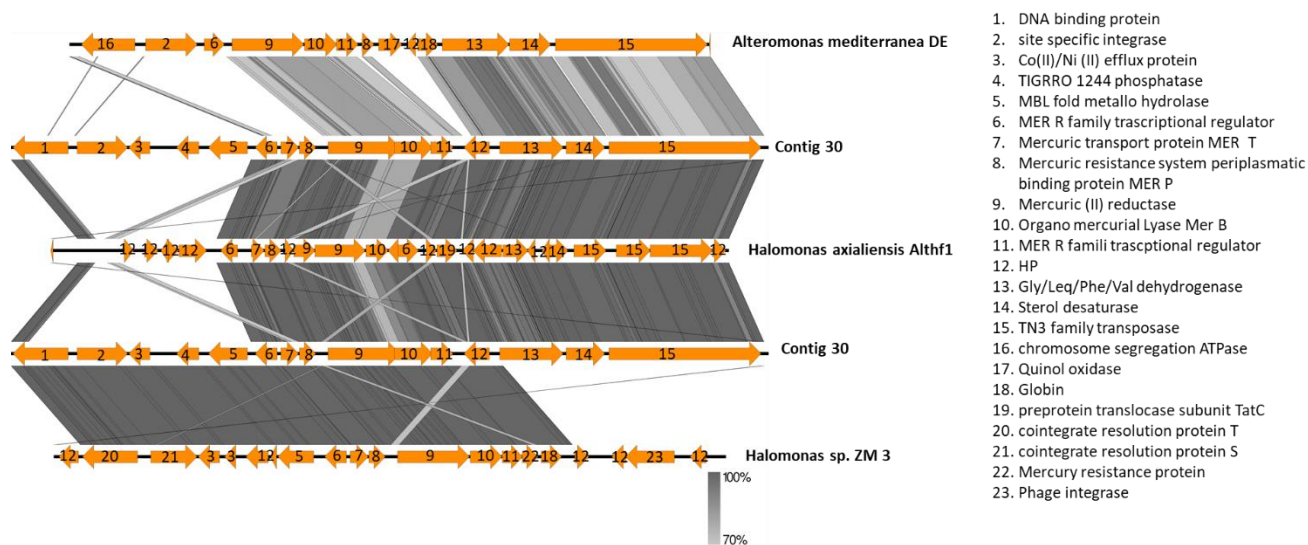 16 2 6 9 10 11 8 17 12 18 13 14 15
Alteromonas mediterranea DE
1 2 3 4 5 6 7 8 9 10 11 12 13 14 15
Contig 30
12 12 12 12 6 7 8 12 9 9 10 6 12 19 12 12 13 12 14 15 15 15 12
Halomonas axialiensis Althf1
1 2 3 4 5 6 7 8 9 10 11 12 13 14 15
Contig 30
12 20 21 3 3 12 5 6 7 8 9 10 11 22 18 12 12 23 12
Halomonas sp. ZM 3
100%
70%
1. DNA binding protein
2. site specific integrase
3. Co(II)/Ni (II) efflux protein
4. TIGRRO 1244 phosphatase
5. MBL fold metallo hydrolase
6. MER R family trascriptional regulator
7. Mercuric transport protein MER T
8. Mercuric resistance system periplasmatic
binding protein MER P
9. Mercuric (II) reductase
10. Organo mercurial Lyase Mer B
11. MER R famili trascptional regulator
12. HP
13. Gly/Leq/Phe/Val dehydrogenase
14. Sterol desaturase
15. TN3 family transposase
16. chromosome segregation ATPase
17. Quinol oxidase
18. Globin
19. preprotein translocase subunit TatC
20. cointegrate resolution protein T
21. cointegrate resolution protein S
22. Mercury resistance protein
23. Phage integrase